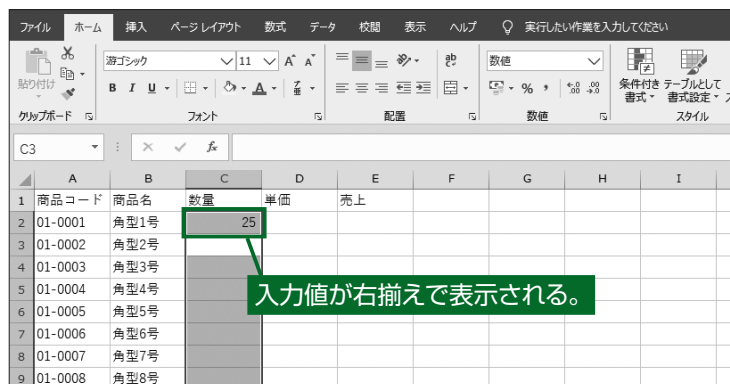 ファイル ホーム 挿入 ページ レイアウト 数式 データ 校閲 表示 ヘルプ 実行したい作業を入力してください
貼り付け
游ゴシック 11 A A
B I U A
ab
数値
% , .0 .00 .00 .0
条件付き 書式
テーブルとして 書式設定
ス
クリップボード フォント 配置 数値 スタイル
C3 fx
A B C D E F G H I
1 商品コード 商品名 数量 単価 売上
2 01-0001 角型1号 25
3 01-0002 角型2号
4 01-0003 角型3号
5 01-0004 角型4号
入力値が右揃えで表示される。
6 01-0005 角型5号
7 01-0006 角型6号
8 01-0007 角型7号
9 01-0008 角型8号